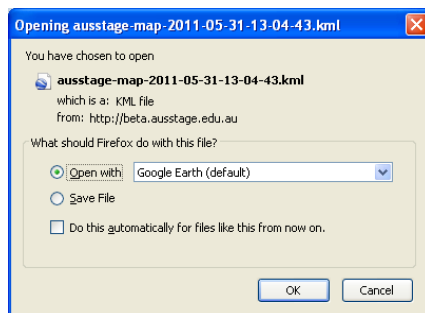 Opening ausstage-map-2011-05-31-13-04-43.kml
You have chosen to open
ausstage-map-2011-05-31-13-04-43.kml
which is a: KML file
from: http://beta.ausstage.edu.au
What should Firefox do with this file?
Open with Google Earth (default)
Save File
Do this automatically for files like this from now on.
OK Cancel